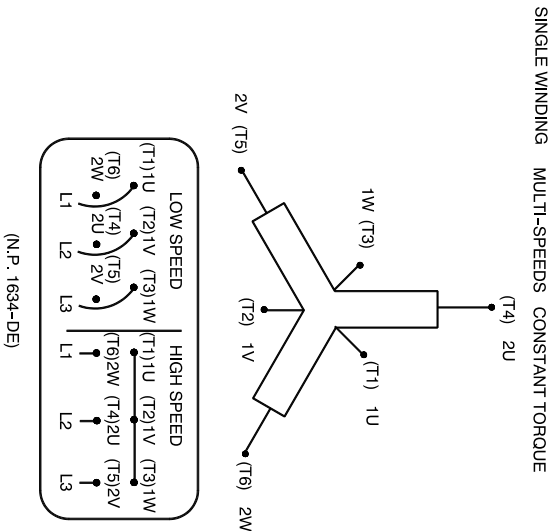 SINGLE WINDING MULTI-SPEEDS CONSTANT TORQUE
(T4) 2U
1W (T3)
(T1) 1U
2V (T5)
(T2) 1V
(T6) 2W
LOW SPEED HIGH SPEED
(T1)1U (T2)1V (T3)1W (T1)1U (T2)1V (T3)1W
(T6) (T4) (T5) (T6)2W (T4)2U (T5)2V
2W 2U 2V
L1 L2 L3 L1 L2 L3
(N.P. 1634-DE)